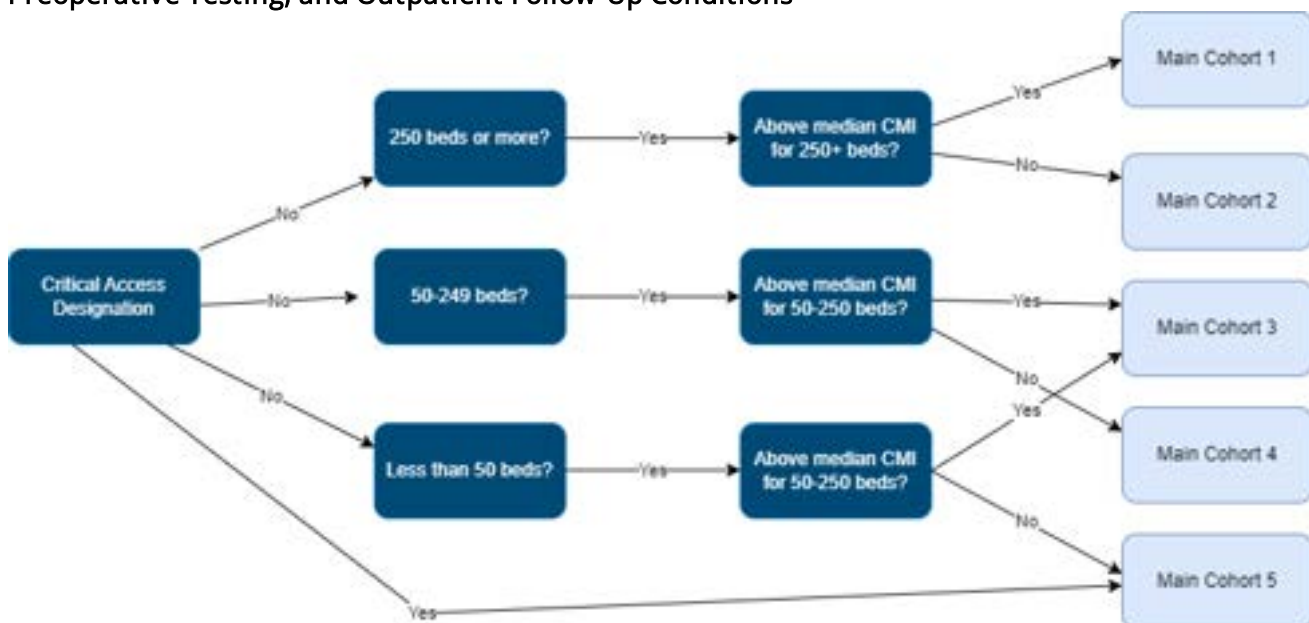 Preoperative Testing, and Outpatient Follow-Up Conditions
Main Cohort 1
Yes
250 beds or more?
Yes
Above median CMI
for 250+ beds?
No
Main Cohort 2
No
Critical Access
Designation
No
50-249 beds?
Yes
Above median CMI
for 50-250 beds?
Yes
Main Cohort 3
No
Yes
No
Less than 50 beds?
Yes
Above median CMI
for 50-250 beds?
Main Cohort 4
No
Main Cohort 5
Yes